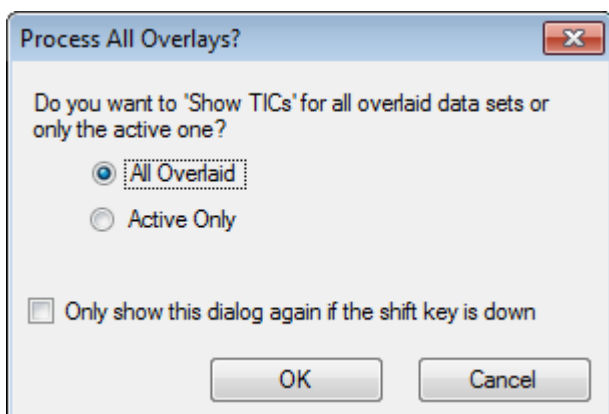 Process All Overlays?
Do you want to 'Show TICs' for all overlaid data sets or
only the active one?
All Overlaid
Active Only
Only show this dialog again if the shift key is down
OK
Cancel